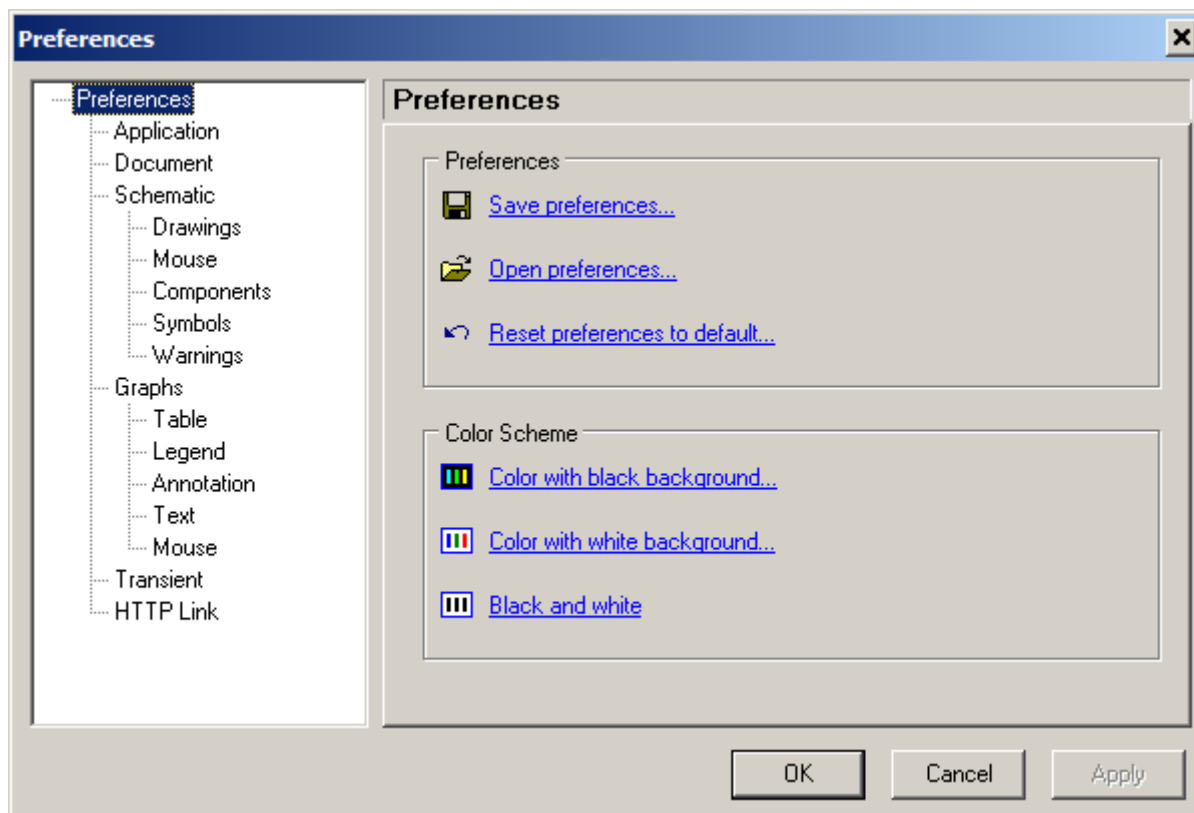 Preferences
Preferences
Application
Document
Schematic
Drawings
Mouse
Components
Symbols
Warnings
Graphs
Table
Legend
Annotation
Text
Mouse
Transient
HTTP Link
Preferences
Preferences
Save preferences...
Open preferences...
Reset preferences to default...
Color Scheme
Color with black background...
Color with white background...
Black and white
OK
Cancel
Apply